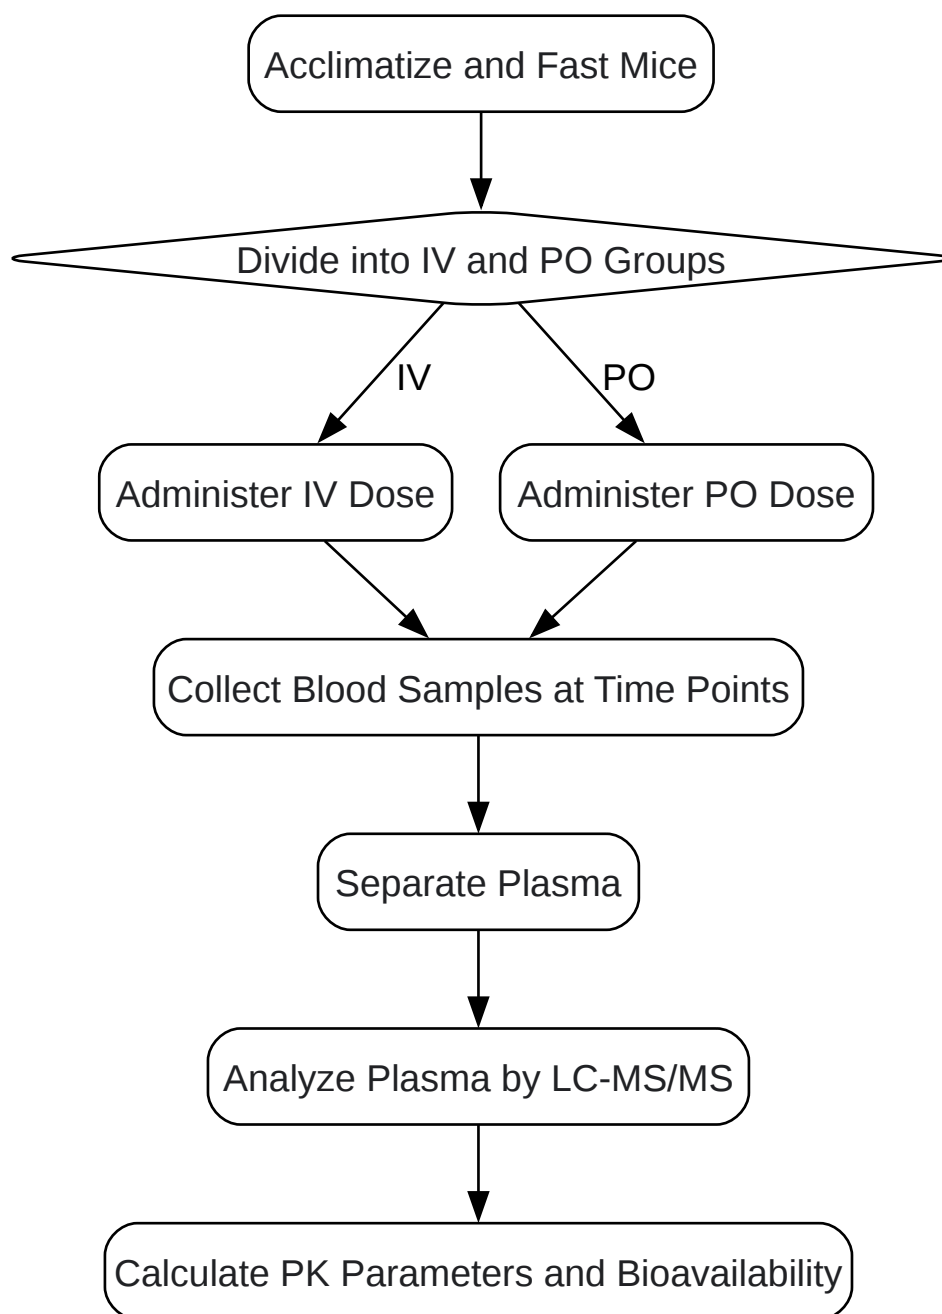 Acclimatize and Fast Mice
Divide into IV and PO Groups
IV
PO
Administer IV Dose
Administer PO Dose
Collect Blood Samples at Time Points
Separate Plasma
Analyze Plasma by LC-MS/MS
Calculate PK Parameters and Bioavailability